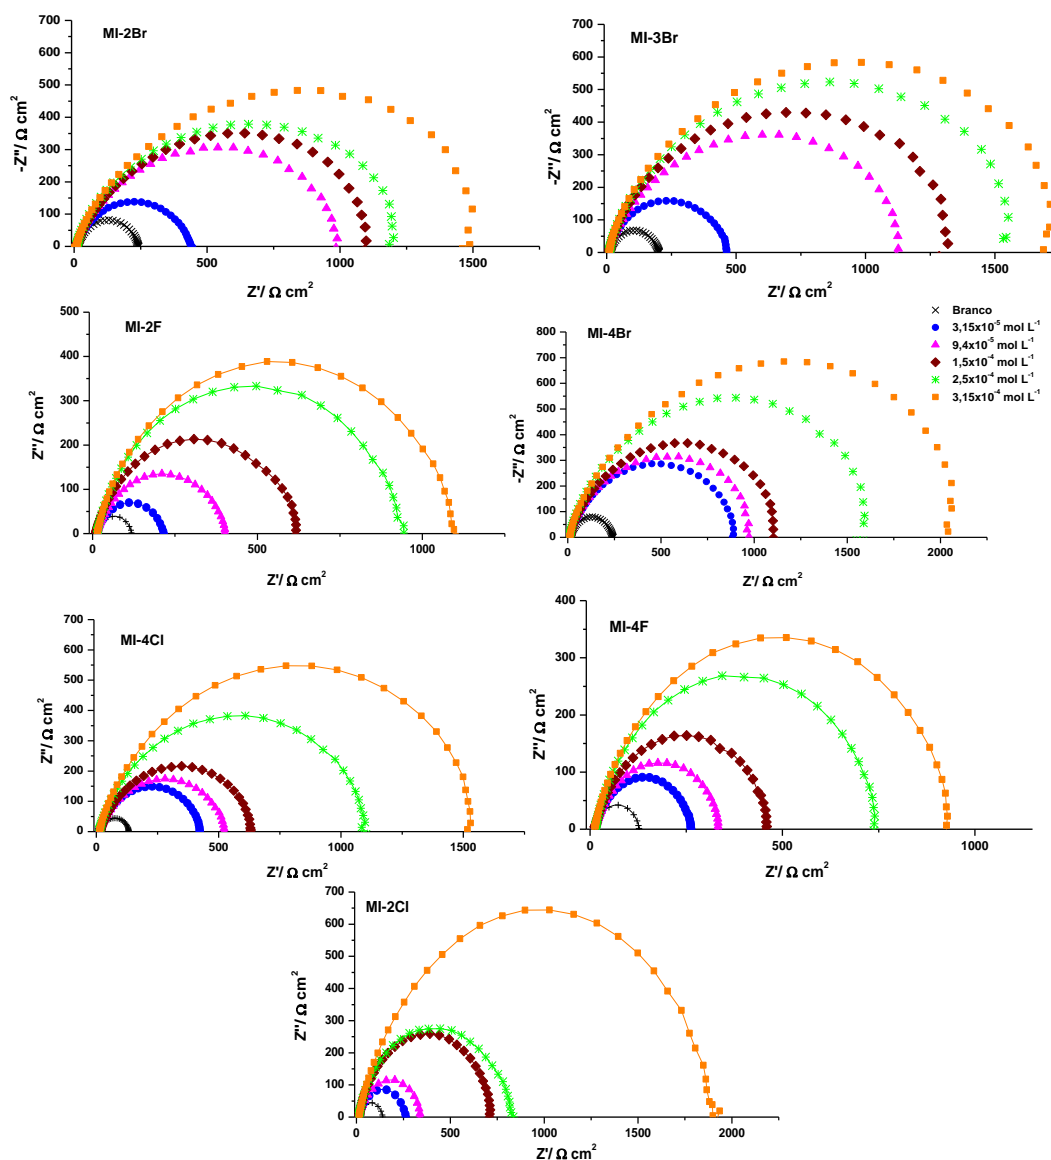 MI-2Br
-Z''/ Ω cm²
700
600
500
400
300
200
100
0
0 500 1000 1500
Z'/ Ω cm²
MI-3Br
-Z''/ Ω cm²
700
600
500
400
300
200
100
0
0 500 1000 1500
Z'/ Ω cm²
MI-2F
Z''/ Ω cm²
500
400
300
200
100
0
0 500 1000
Z'/ Ω cm²
MI-4Br
-Z''/ Ω cm²
800
700
600
500
400
300
200
100
0
0 500 1000 1500 2000
Z'/ Ω cm²
Branco
3,15x10⁻⁵ mol L⁻¹
9,4x10⁻⁵ mol L⁻¹
1,5x10⁻⁴ mol L⁻¹
2,5x10⁻⁴ mol L⁻¹
3,15x10⁻⁴ mol L⁻¹
MI-4Cl
Z''/ Ω cm²
700
600
500
400
300
200
100
0
0 500 1000 1500
Z'/ Ω cm²
MI-4F
Z''/ Ω cm²
400
300
200
100
0
0 250 500 750 1000
Z'/ Ω cm²
MI-2Cl
Z''/ Ω cm²
700
600
500
400
300
200
100
0
0 500 1000 1500 2000
Z'/ Ω cm²